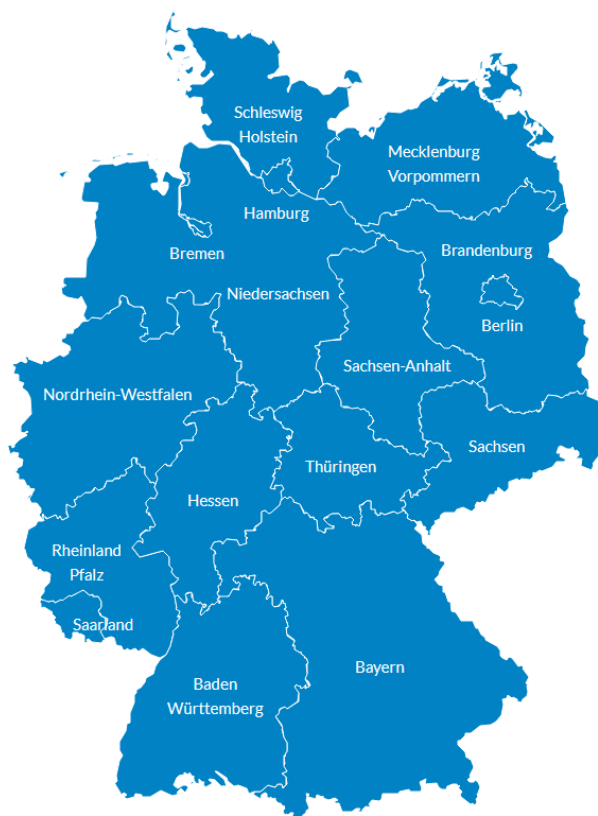 Schleswig
Holstein
Mecklenburg
Vorpommern
Hamburg
Bremen
Brandenburg
Niedersachsen
Berlin
Sachsen-Anhalt
Nordrhein-Westfalen
Sachsen
Thüringen
Hessen
Rheinland
Pfalz
Saarland
Bayern
Baden
Württemberg